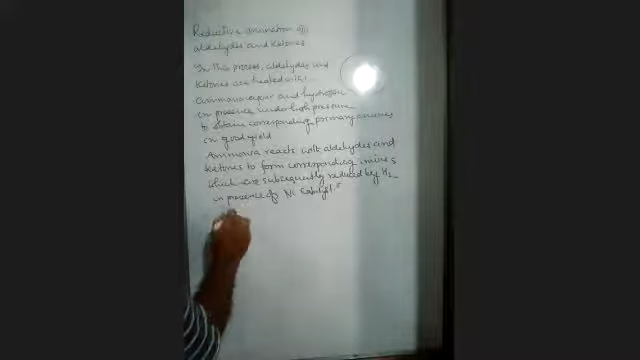 Reductive amination of
aldehydes and Ketones
In this process, aldehydes and
Ketones are treated with
ammonia vapour and hydrogen
in presence under high pressure
to obtain corresponding primary amines
in good yield
Ammonia reacts with aldehydes and
ketones to form corresponding imines
which are subsequently reduced by H2
in presence of Ni Catalyst.